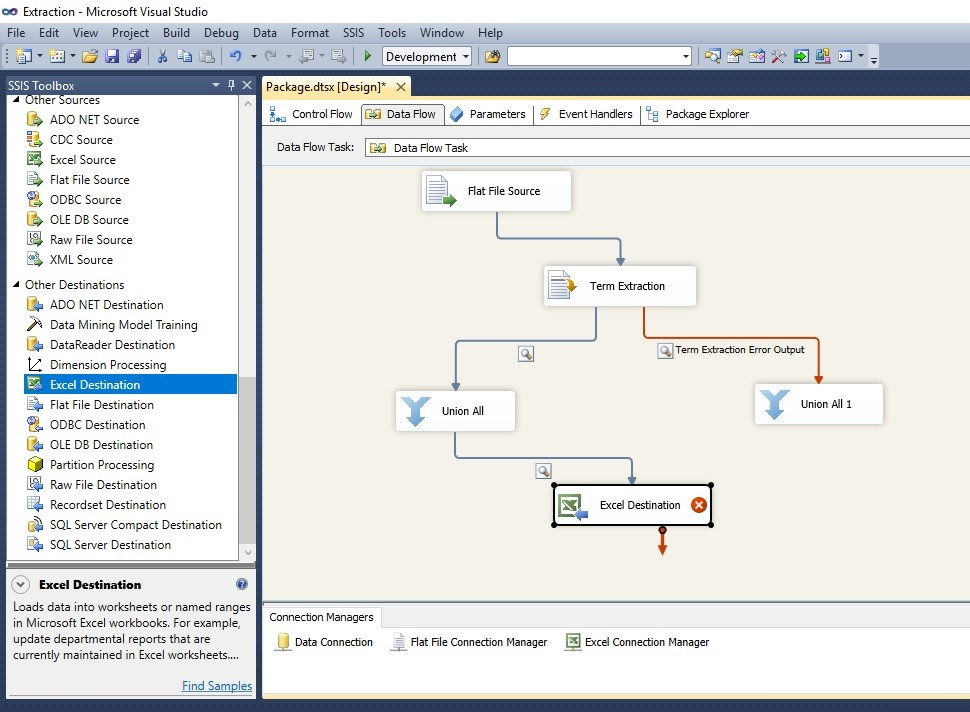 Extraction - Microsoft Visual Studio
File Edit View Project Build Debug Data Format SSIS Tools Window Help
Development
SSIS Toolbox
Other Sources
ADO NET Source
CDC Source
Excel Source
Flat File Source
ODBC Source
OLE DB Source
Raw File Source
XML Source
Other Destinations
ADO NET Destination
Data Mining Model Training
DataReader Destination
Dimension Processing
Excel Destination
Flat File Destination
ODBC Destination
OLE DB Destination
Partition Processing
Raw File Destination
Recordset Destination
SQL Server Compact Destination
SQL Server Destination
Excel Destination
Loads data into worksheets or named ranges
in Microsoft Excel workbooks. For example,
update departmental reports that are
currently maintained in Excel worksheets....
Find Samples
Package.dtsx [Design]*
Control Flow Data Flow Parameters Event Handlers Package Explorer
Data Flow Task: Data Flow Task
Flat File Source
Term Extraction
Term Extraction Error Output
Union All
Union All 1
Excel Destination
Connection Managers
Data Connection Flat File Connection Manager Excel Connection Manager